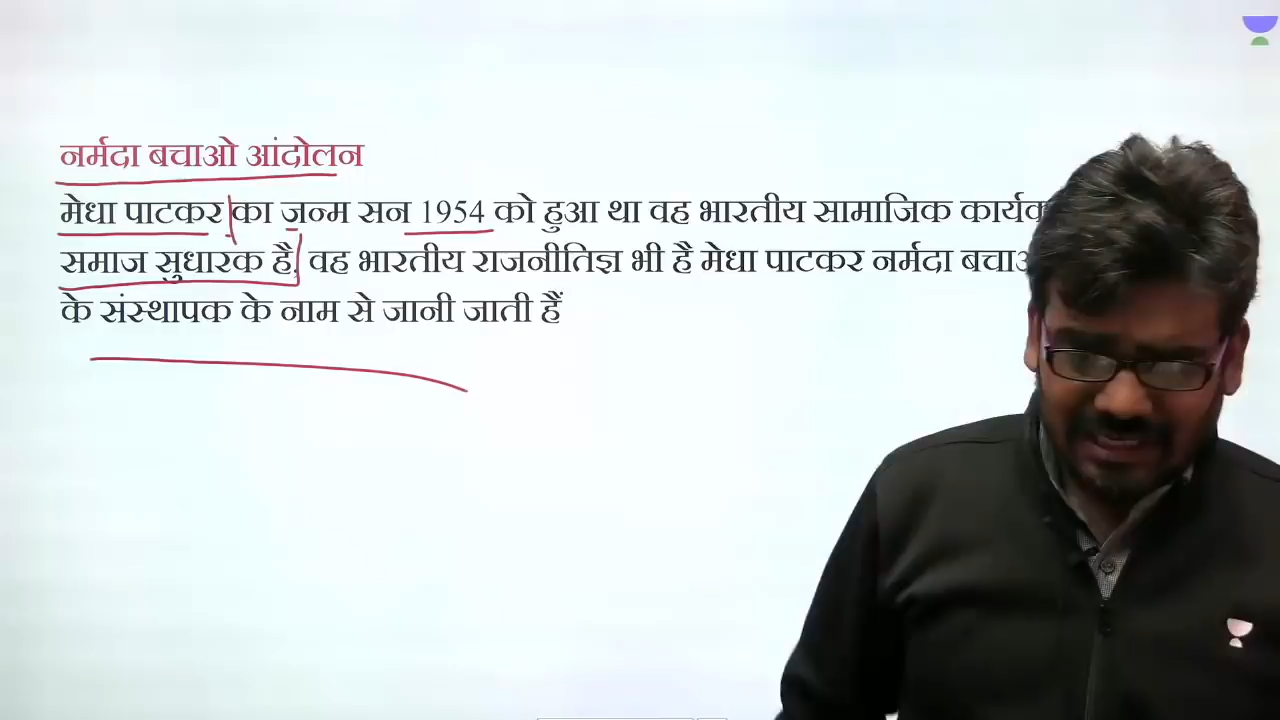 नर्मदा बचाओ आंदोलन
मेधा पाटकर का जन्म सन 1954 को हुआ था वह भारतीय सामाजिक
समाज सुधारक है, वह भारतीय राजनीतिज्ञ भी है मेधा पाटकर नर्मदा
के संस्थापक के नाम से जानी जाती हैं